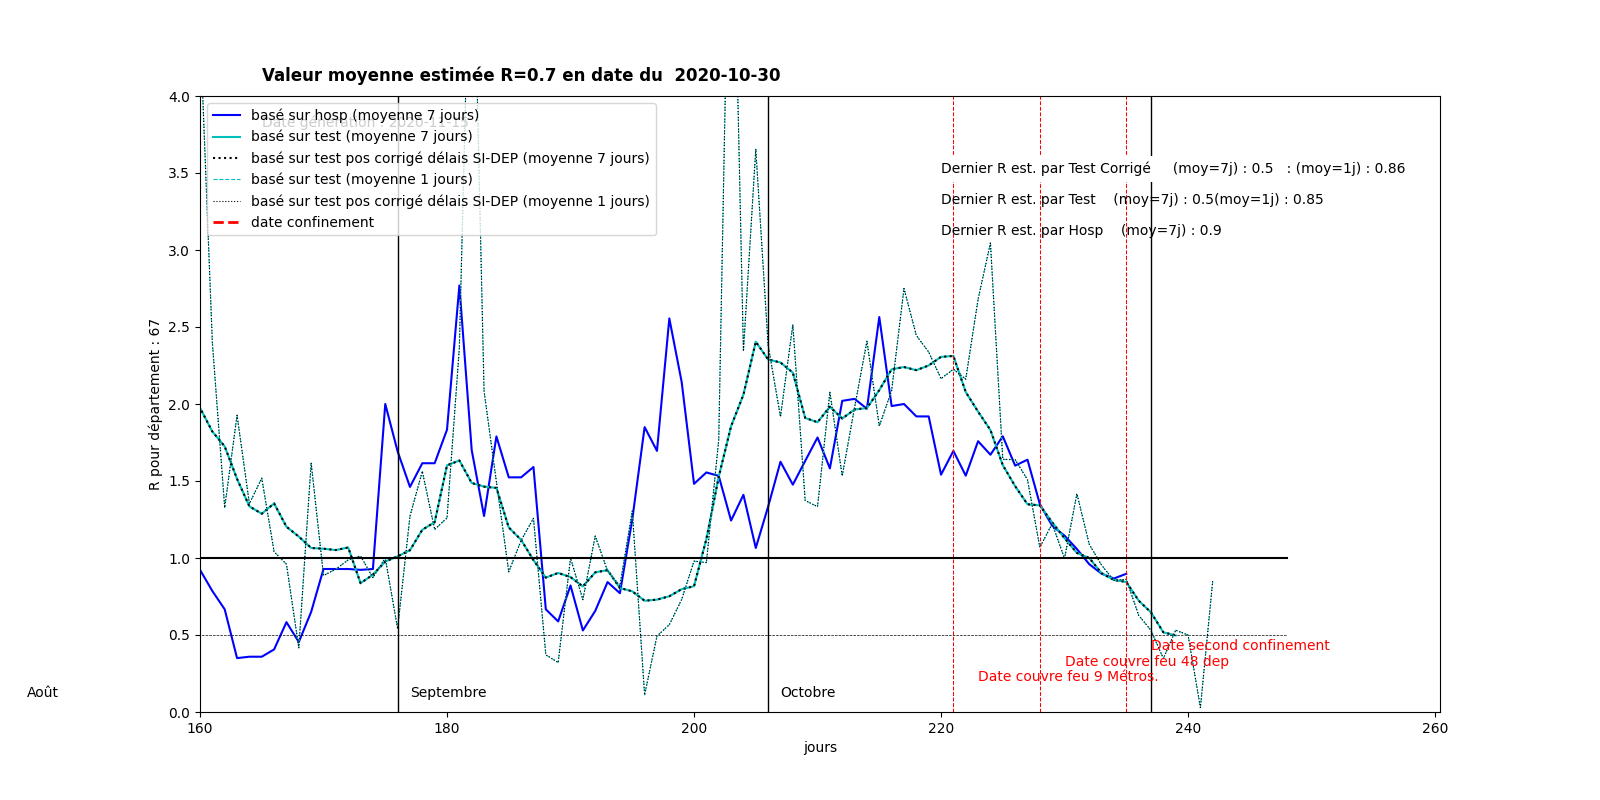 Valeur moyenne estimée R=0.7 en date du  2020-10-30
4.0
3.5
3.0
2.5
2.0
1.5
1.0
0.5
0.0
R pour département : 67
basé sur hosp (moyenne 7 jours)
basé sur test (moyenne 7 jours)
basé sur test pos corrigé délais SI-DEP (moyenne 7 jours)
basé sur test (moyenne 1 jours)
basé sur test pos corrigé délais SI-DEP (moyenne 1 jours)
date confinement
Dernier R est. par Test Corrigé     (moy=7j) : 0.5   : (moy=1j) : 0.86
Dernier R est. par Test    (moy=7j) : 0.5(moy=1j) : 0.85
Dernier R est. par Hosp    (moy=7j) : 0.9
Date second confinement
Date couvre feu 48 dep
Date couvre feu 9 Métros.
Août
Septembre
Octobre
160
180
200
220
240
260
jours